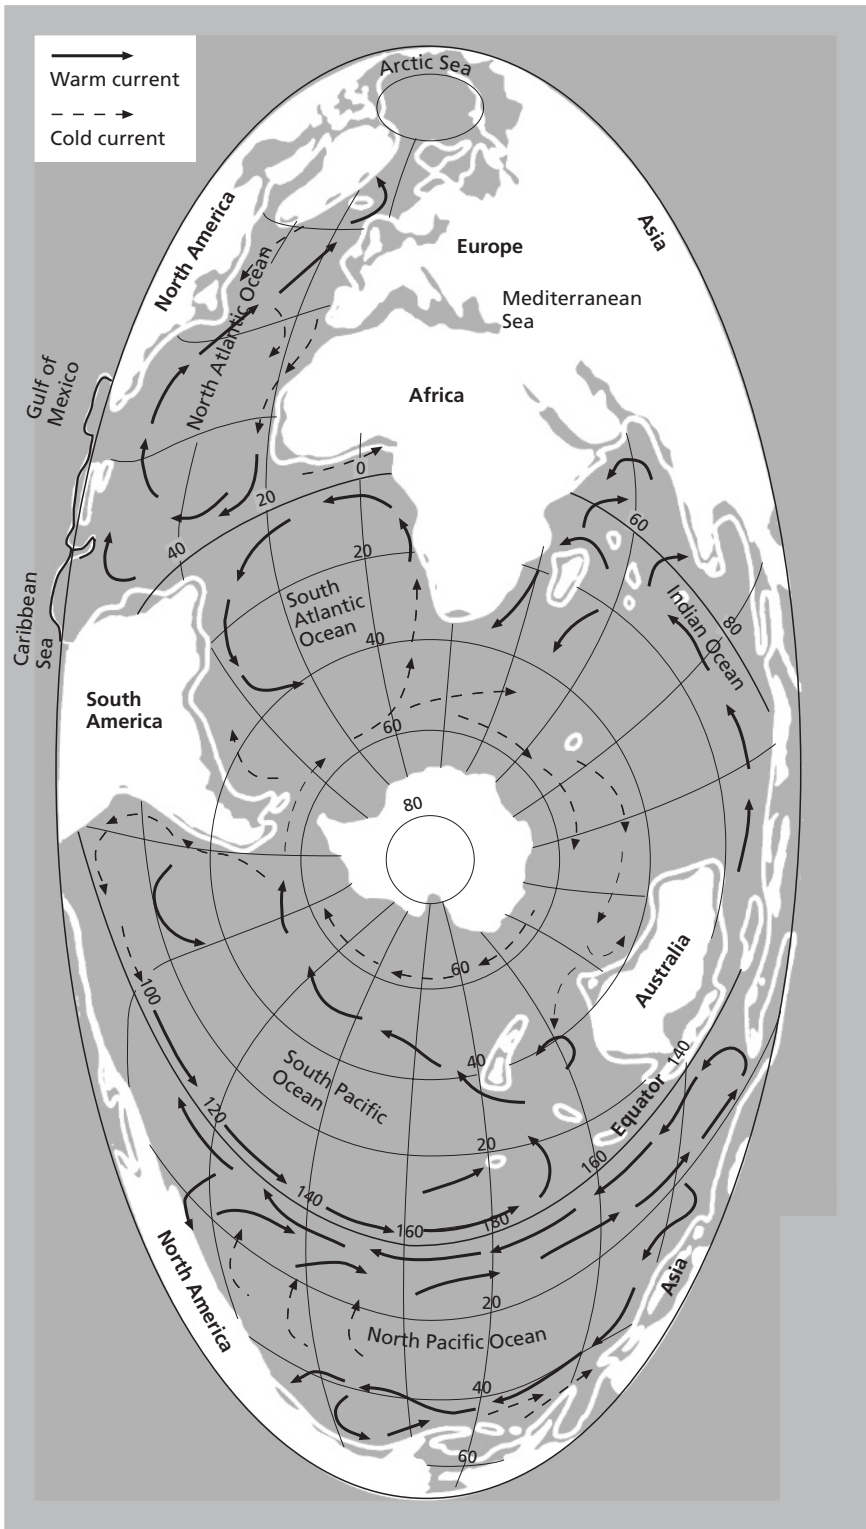 Warm current
Cold current
Arctic Sea
North America
Asia
Europe
Mediterranean
Sea
North Atlantic Ocean
Gulf of
Mexico
Africa
0
20
40
60
20
Caribbean
Sea
South
Atlantic
Ocean
Indian Ocean
80
40
South
America
60
80
Australia
60
100
40
140
South Pacific
Ocean
Equator
120
20
160
140
160
180
North America
Asia
20
North Pacific Ocean
40
60